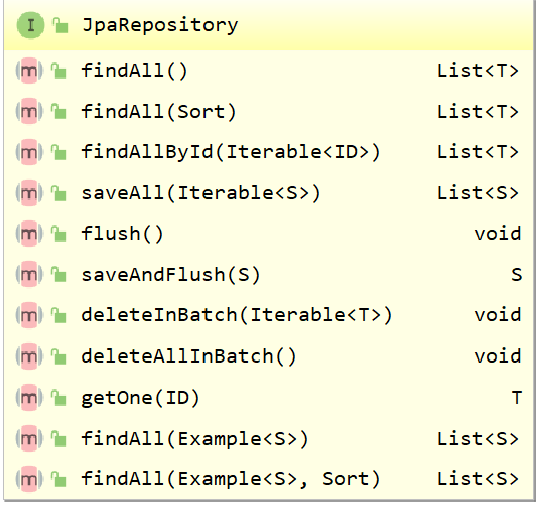 I JpaRepository
m findAll() List<T>
m findAll(Sort) List<T>
m findAllById(Iterable<ID>) List<T>
m saveAll(Iterable<S>) List<S>
m flush() void
m saveAndFlush(S) S
m deleteInBatch(Iterable<T>) void
m deleteAllInBatch() void
m getOne(ID) T
m findAll(Example<S>) List<S>
m findAll(Example<S>, Sort) List<S>